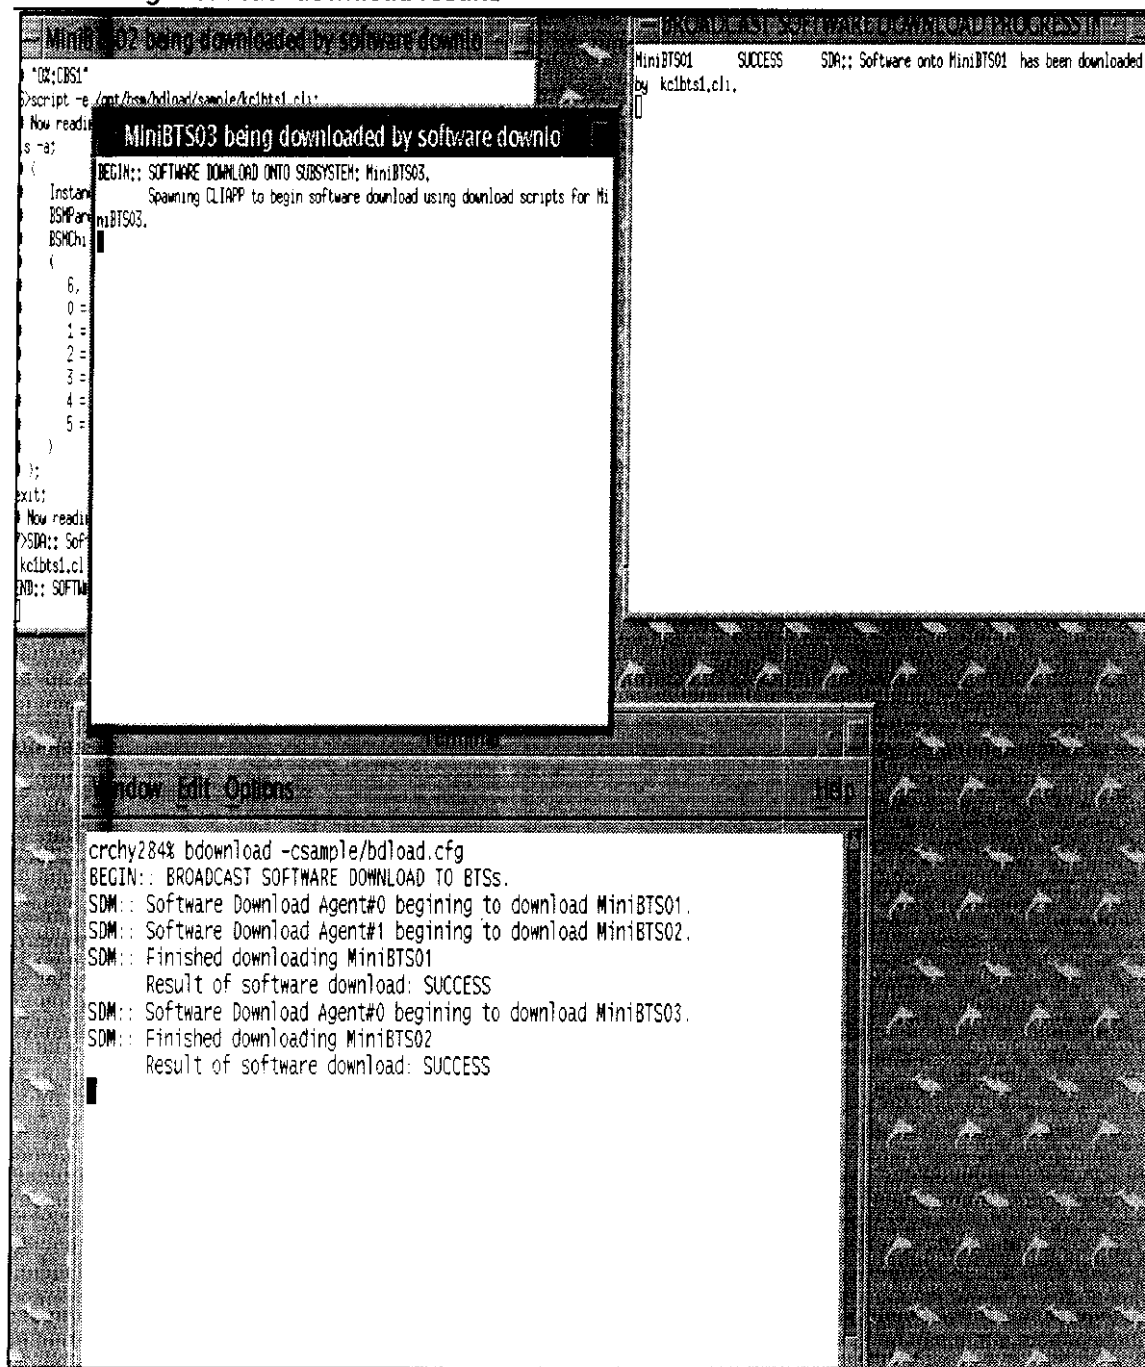 MiniBTS02 being downloaded by software downlo
"0%;CBS1"
>script -e /opt/bsm/bdload/sample/kc1bts1.cli;
Now readi
s -a;
(
Instan
BSMPare
BSMChi
(
6,
0 =
1 =
2 =
3 =
4 =
5 =
)
);
exit;
Now readi
7>SDA:: Sof
kc1bts1.cl
END:: SOFTW
MiniBTS03 being downloaded by software downlo
BEGIN:: SOFTWARE DOWNLOAD ONTO SUBSYSTEM: MiniBTS03.
Spawning CLIAPP to begin software download using download scripts for Mi
niBTS03.
BROADCAST SOFTWARE DOWNLOAD PROGRESS IN
MiniBTS01 SUCCESS SDA:: Software onto MiniBTS01 has been downloaded
by kc1bts1.cli.
Terminal
Window Edit Options Help
crchy284% bdownload -csample/bdload.cfg
BEGIN:: BROADCAST SOFTWARE DOWNLOAD TO BTSs.
SDM:: Software Download Agent#0 begining to download MiniBTS01.
SDM:: Software Download Agent#1 begining to download MiniBTS02.
SDM:: Finished downloading MiniBTS01
Result of software download: SUCCESS
SDM:: Software Download Agent#0 begining to download MiniBTS03.
SDM:: Finished downloading MiniBTS02
Result of software download: SUCCESS